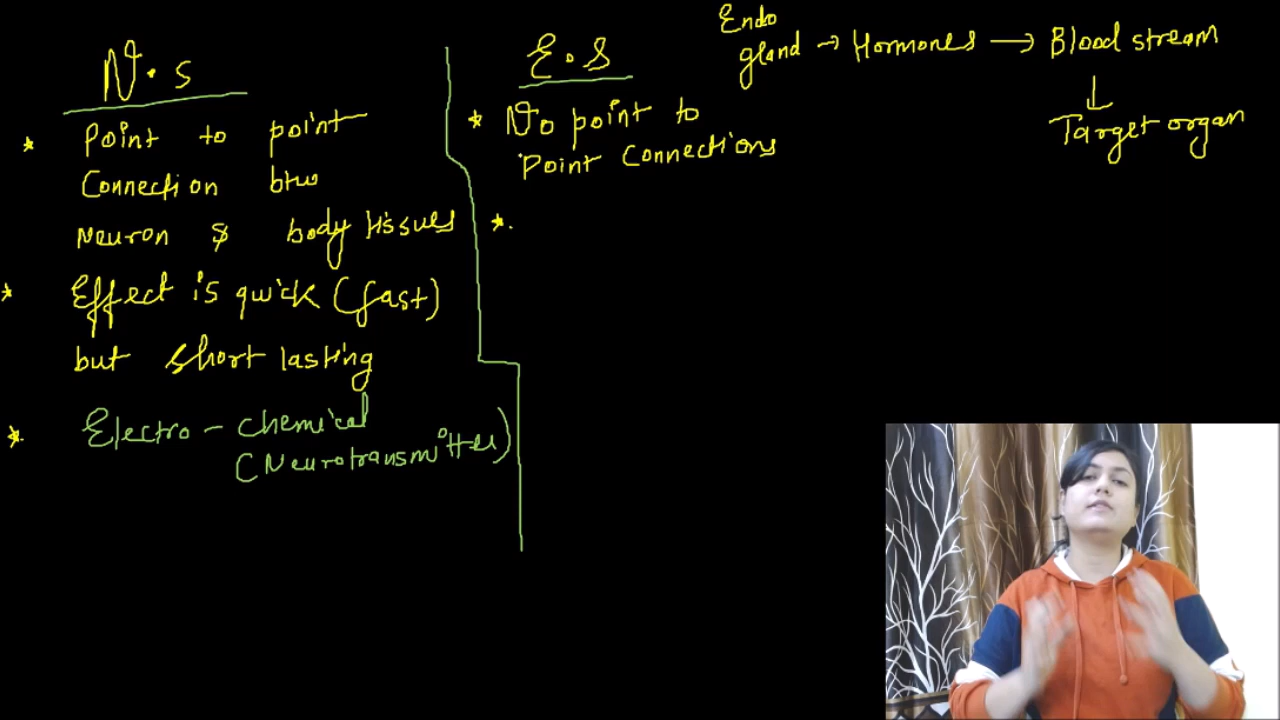 N.S
* Point to point
Connection btw
Neuron & body tissues
* Effect is quick (fast)
but short lasting
* Electro - chemical
(Neurotransmitter)
E.S
* No point to
Point Connections
*.
Endo
gland → Hormones → Blood stream
↓
Target organ